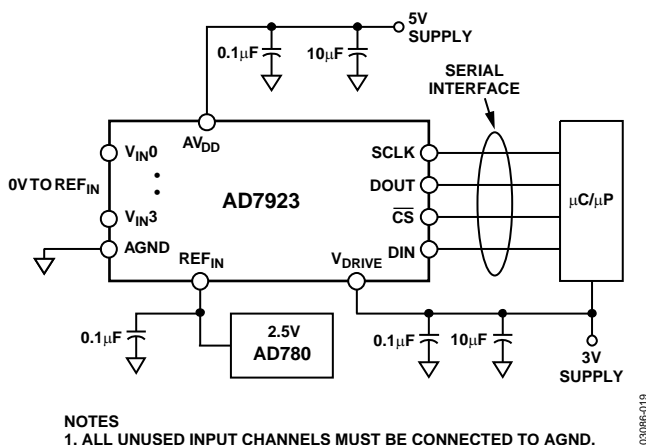 5V
SUPPLY
0.1μF
10μF
SERIAL
INTERFACE
AVDD
VIN0
0V TO REFIN
VIN3
AGND
AD7923
SCLK
DOUT
CS
DIN
μC/μP
REFIN
VDRIVE
0.1μF
2.5V
AD780
0.1μF
10μF
3V
SUPPLY
NOTES
1. ALL UNUSED INPUT CHANNELS MUST BE CONNECTED TO AGND.
03086-019